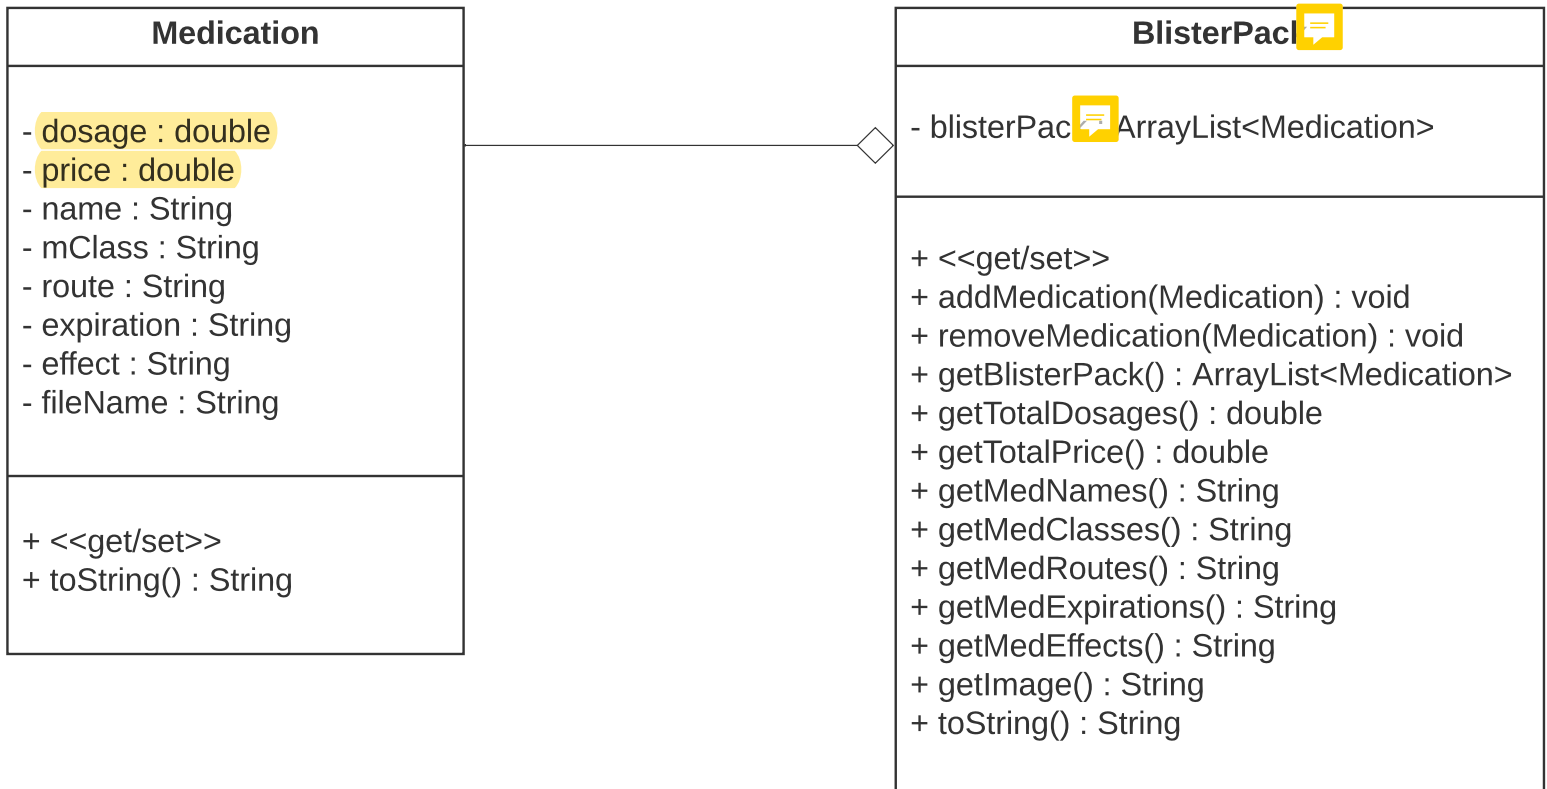 Medication
- dosage : double
- price : double
- name : String
- mClass : String
- route : String
- expiration : String
- effect : String
- fileName : String
+ <<get/set>>
+ toString() : String
BlisterPack
- blisterPack : ArrayList<Medication>
+ <<get/set>>
+ addMedication(Medication) : void
+ removeMedication(Medication) : void
+ getBlisterPack() : ArrayList<Medication>
+ getTotalDosages() : double
+ getTotalPrice() : double
+ getMedNames() : String
+ getMedClasses() : String
+ getMedRoutes() : String
+ getMedExpirations() : String
+ getMedEffects() : String
+ getImage() : String
+ toString() : String